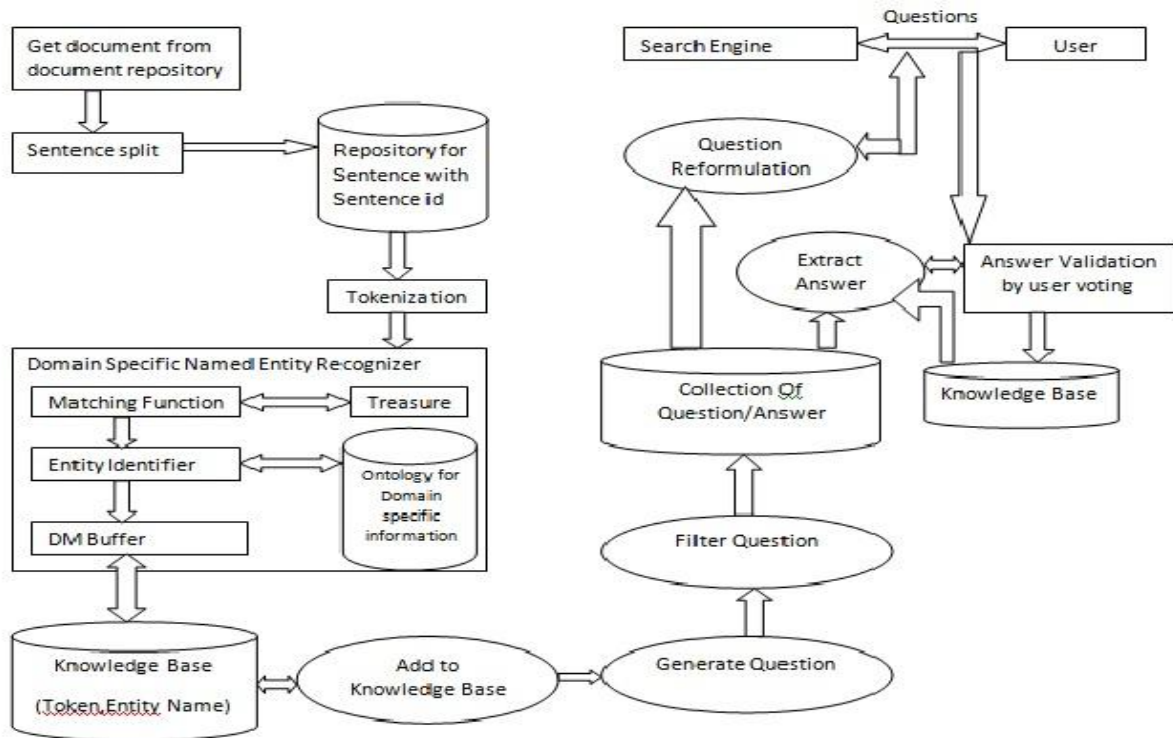 Get document from
document repository
Sentence split
Repository for
Sentence with
Sentence id
Tokenization
Domain Specific Named Entity Recognizer
Matching Function
Treasure
Entity Identifier
Ontology for
Domain
specific
information
DM Buffer
Knowledge Base
(Token,Entity Name)
Add to
Knowledge Base
Generate Question
Filter Question
Collection Of
Question/Answer
Question
Reformulation
Extract
Answer
Search Engine
Questions
User
Answer Validation
by user voting
Knowledge Base